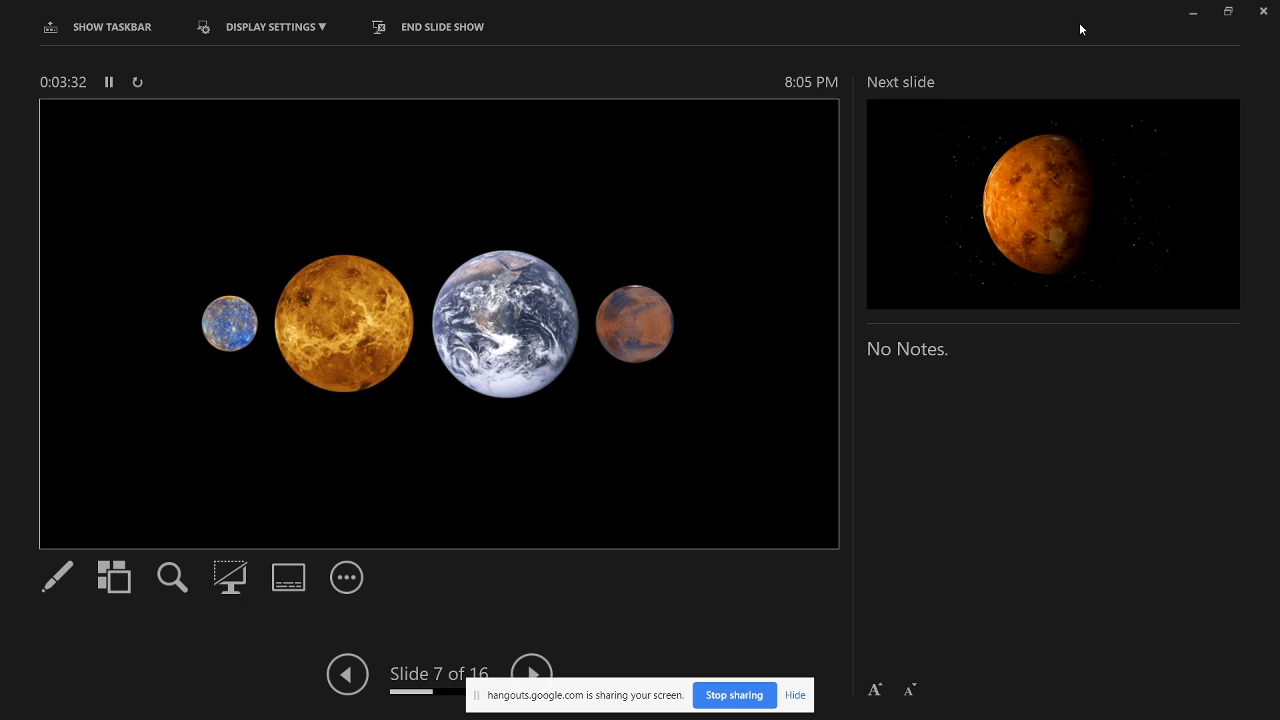 SHOW TASKBAR
DISPLAY SETTINGS ▼
END SLIDE SHOW
0:03:32
8:05 PM
Next slide
No Notes.
Slide 7 of 16
hangouts.google.com is sharing your screen.
Stop sharing
Hide
A
A